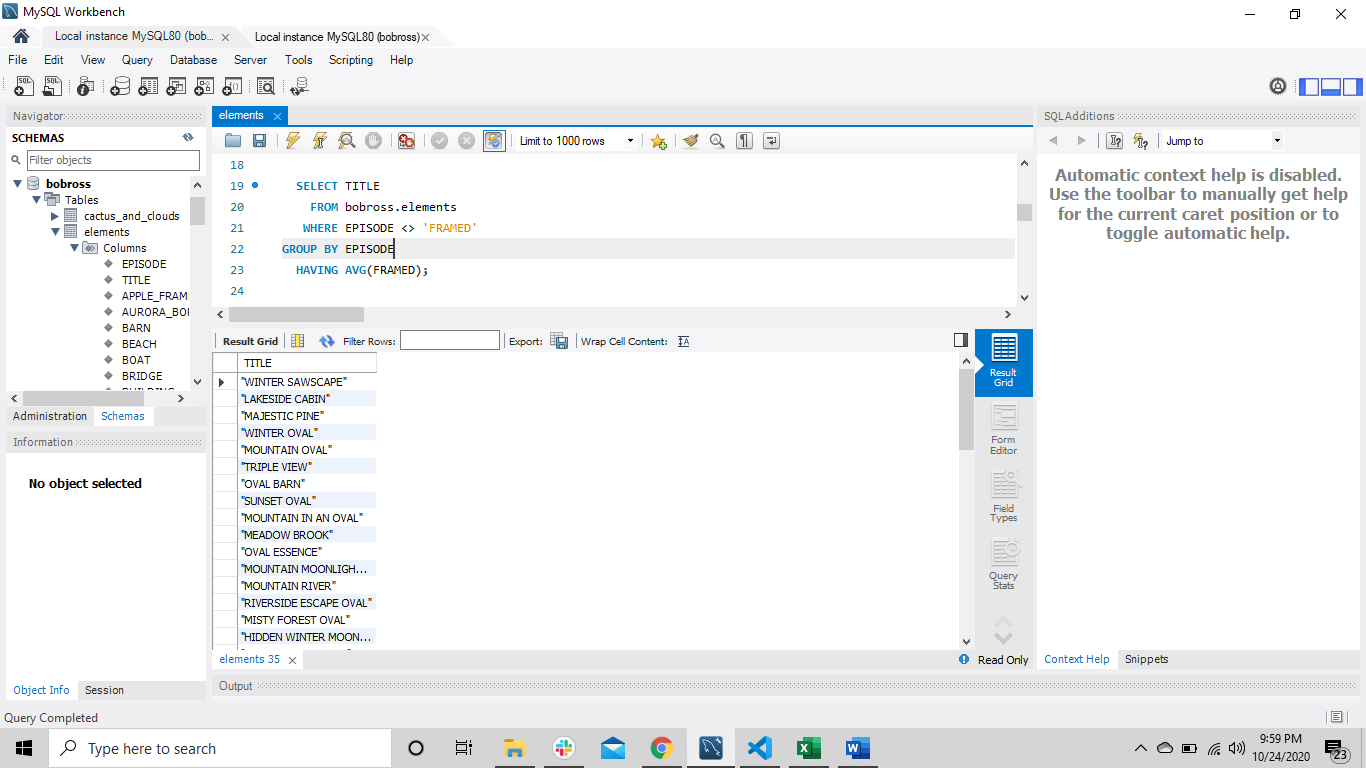 MySQL Workbench
Local instance MySQL80 (bob... × Local instance MySQL80 (bobross) ×
File Edit View Query Database Server Tools Scripting Help
Navigator
SCHEMAS
Filter objects
bobross
Tables
cactus_and_clouds
elements
Columns
EPISODE
TITLE
APPLE_FRAM
AURORA_BOR
BARN
BEACH
BOAT
BRIDGE
Administration Schemas
Information
No object selected
Object Info Session
elements ×
Limit to 1000 rows
18
19 SELECT TITLE
20 FROM bobross.elements
21 WHERE EPISODE <> 'FRAMED'
22 GROUP BY EPISODE
23 HAVING AVG(FRAMED);
24
Result Grid Filter Rows: Export: Wrap Cell Content:
TITLE
"WINTER SAWSCAPE"
"LAKESIDE CABIN"
"MAJESTIC PINE"
"WINTER OVAL"
"MOUNTAIN OVAL"
"TRIPLE VIEW"
"OVAL BARN"
"SUNSET OVAL"
"MOUNTAIN IN AN OVAL"
"MEADOW BROOK"
"OVAL ESSENCE"
"MOUNTAIN MOONLIGH...
"MOUNTAIN RIVER"
"RIVERSIDE ESCAPE OVAL"
"MISTY FOREST OVAL"
"HIDDEN WINTER MOON...
Result
Grid
Form
Editor
Field
Types
Query
Stats
elements 35 ×
Read Only
Output
SQLAdditions
Jump to
Automatic context help is disabled.
Use the toolbar to manually get help
for the current caret position or to
toggle automatic help.
Context Help Snippets
Query Completed
Type here to search
9:59 PM
10/24/2020
23